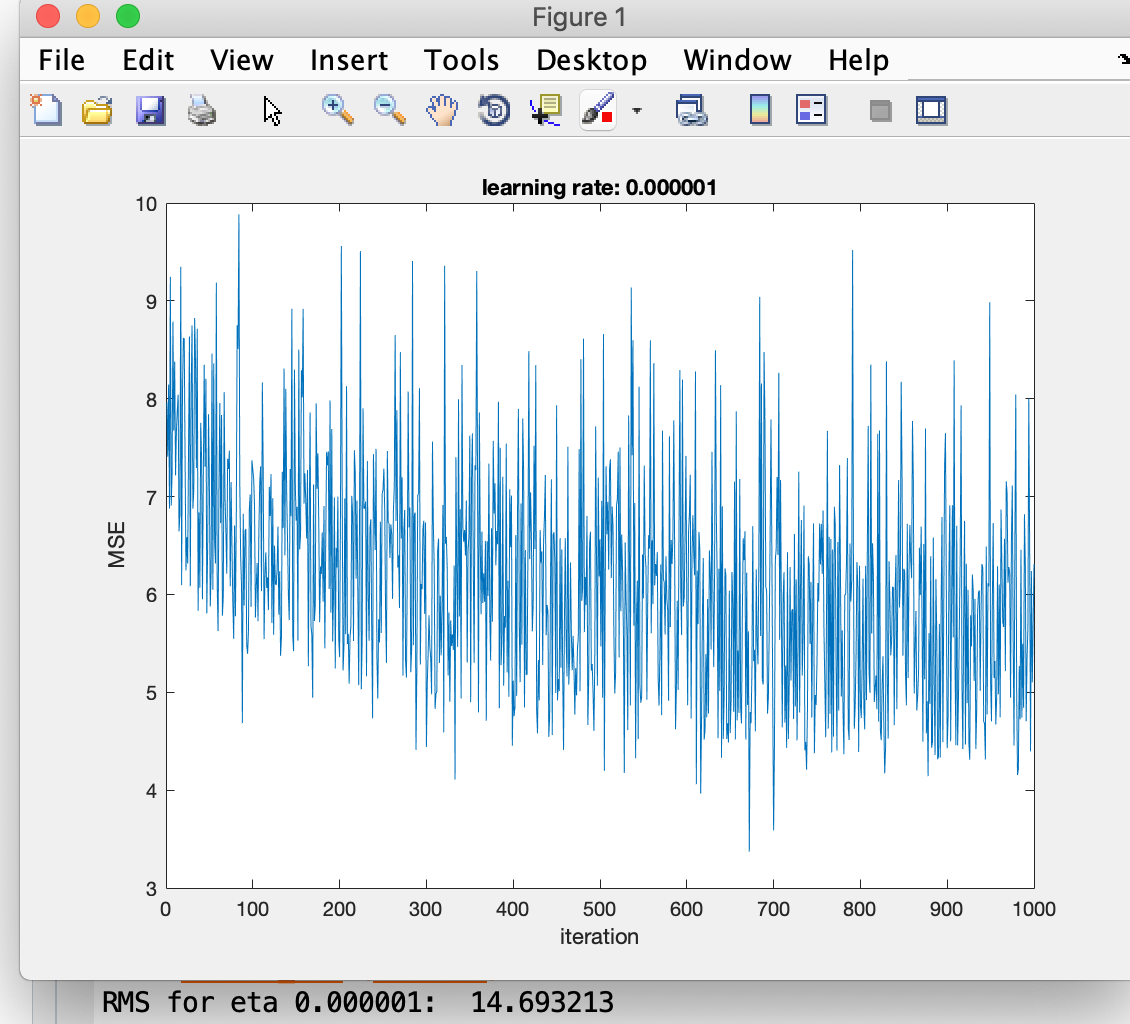 Figure 1
File Edit View Insert Tools Desktop Window Help
learning rate: 0.000001
10
9
8
7
6
5
4
3
MSE
0 100 200 300 400 500 600 700 800 900 1000
iteration
RMS for eta 0.000001: 14.693213